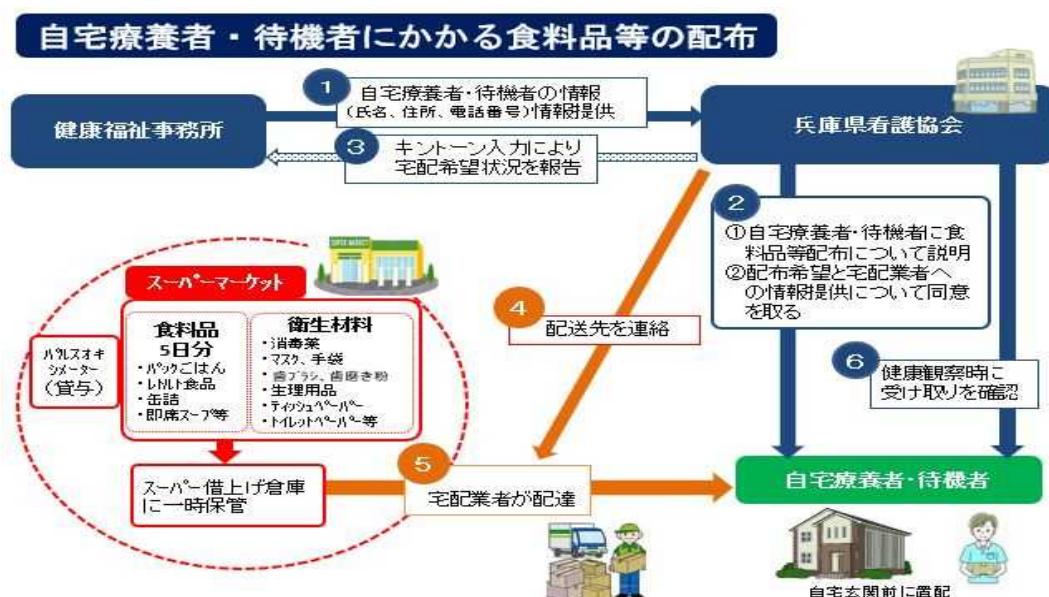 自宅療養者・待機者にかかる食料品等の配布
健康福祉事務所
1
自宅療養者・待機者の情報
(氏名、住所、電話番号)情報提供
兵庫県看護協会
3
キントーン入力により
宅配希望状況を報告
2
①自宅療養者・待機者に食
料品等配布について説明
②配布希望と宅配業者へ
の情報提供について同意
を取る
SUPER MARKET
スーパーマーケット
パルスオキ
シメーター
(貸与)
食料品
5日分
・パックごはん
・レトルト食品
・缶詰
・即席スープ等
衛生材料
・消毒薬
・マスク、手袋
・歯ブラシ、歯磨き粉
・生理用品
・ティッシュペーパー
・トイレットペーパー等
4
配送先を連絡
6
健康観察時に
受け取りを確認
スーパー借上げ倉庫
に一時保管
5
宅配業者が配達
自宅療養者・待機者
自宅玄関前に置配